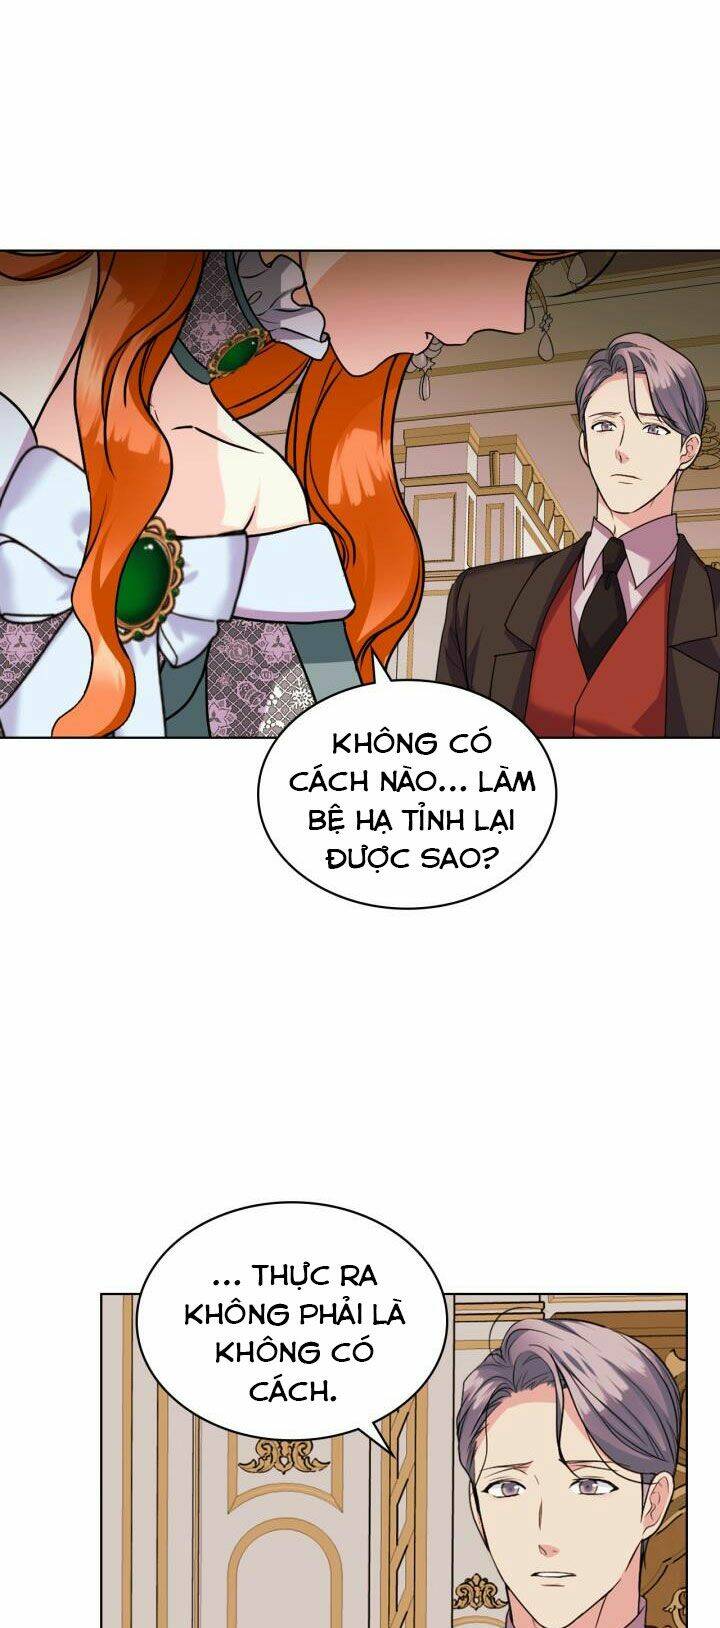 KHÔNG CÓ
CÁCH NÀO... LÀM
BỆ HẠ TỈNH LẠI
ĐƯỢC SAO?
... THỰC RA
KHÔNG PHẢI LÀ
KHÔNG CÓ
CÁCH.